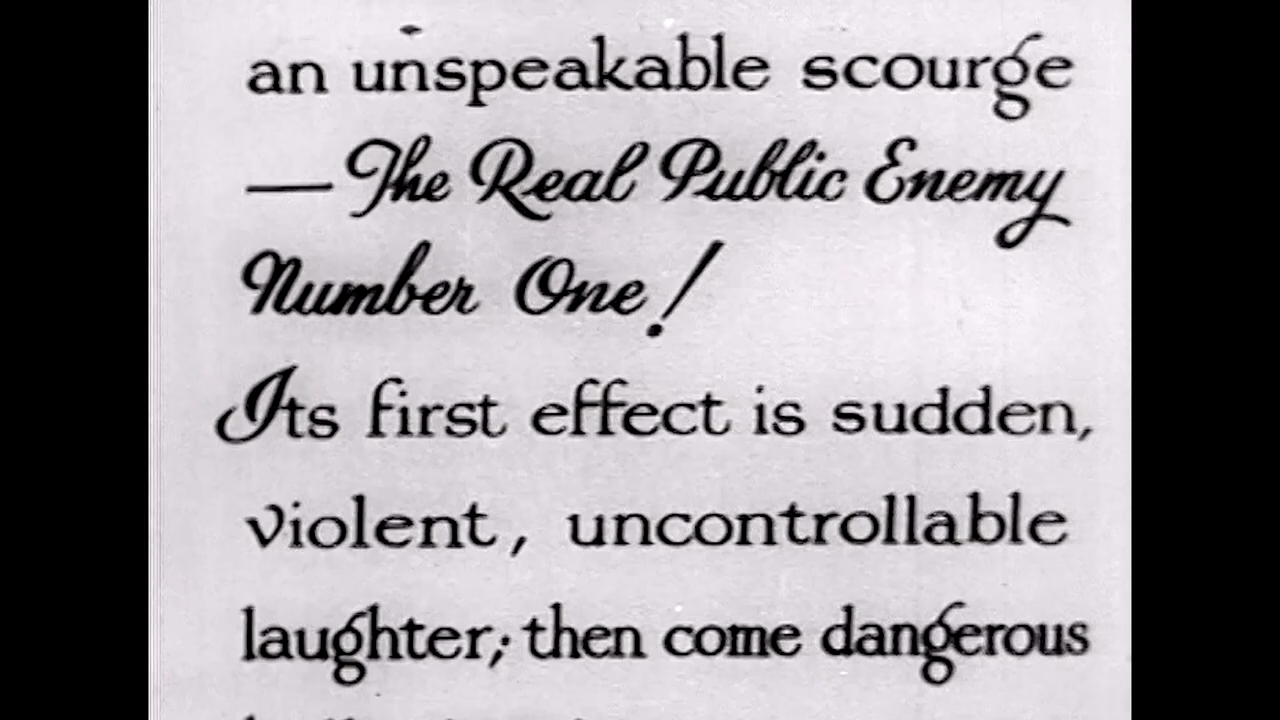 an unspeakable scourge
—The Real Public Enemy
Number One!
Its first effect is sudden,
violent, uncontrollable
laughter; then come dangerous